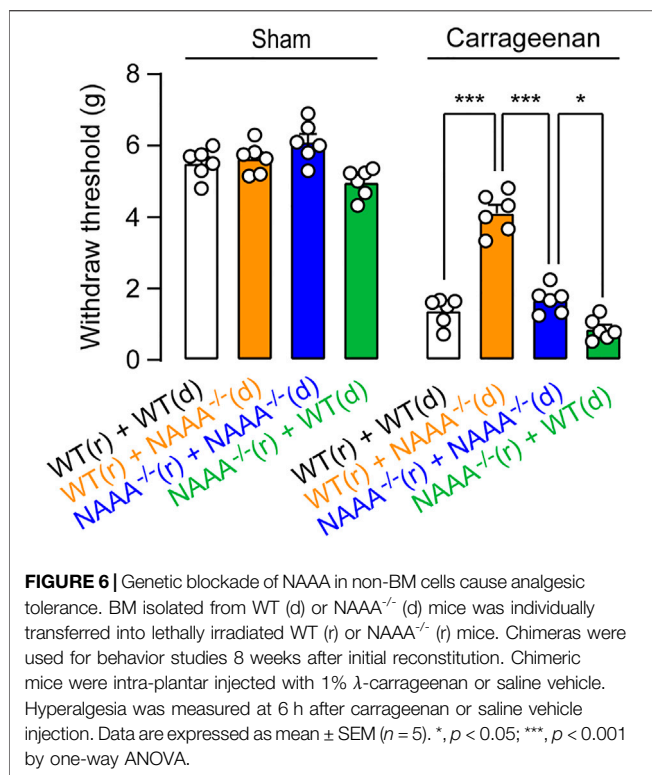 Sham
Carrageenan
Withdraw threshold (g)
8
6
4
2
0
*** *** *
WT(r) + WT(d)
WT(r) + NAAA-/-(d)
NAAA-/-(r) + NAAA-/-(d)
NAAA-/-(r) + WT(d)
WT(r) + WT(d)
WT(r) + NAAA-/-(d)
NAAA-/-(r) + NAAA-/-(d)
NAAA-/-(r) + WT(d)
FIGURE 6 | Genetic blockade of NAAA in non-BM cells cause analgesic
tolerance. BM isolated from WT (d) or NAAA-/- (d) mice was individually
transferred into lethally irradiated WT (r) or NAAA-/- (r) mice. Chimeras were
used for behavior studies 8 weeks after initial reconstitution. Chimeric
mice were intra-plantar injected with 1% λ-carrageenan or saline vehicle.
Hyperalgesia was measured at 6 h after carrageenan or saline vehicle
injection. Data are expressed as mean ± SEM (n = 5). *, p < 0.05; ***, p < 0.001
by one-way ANOVA.